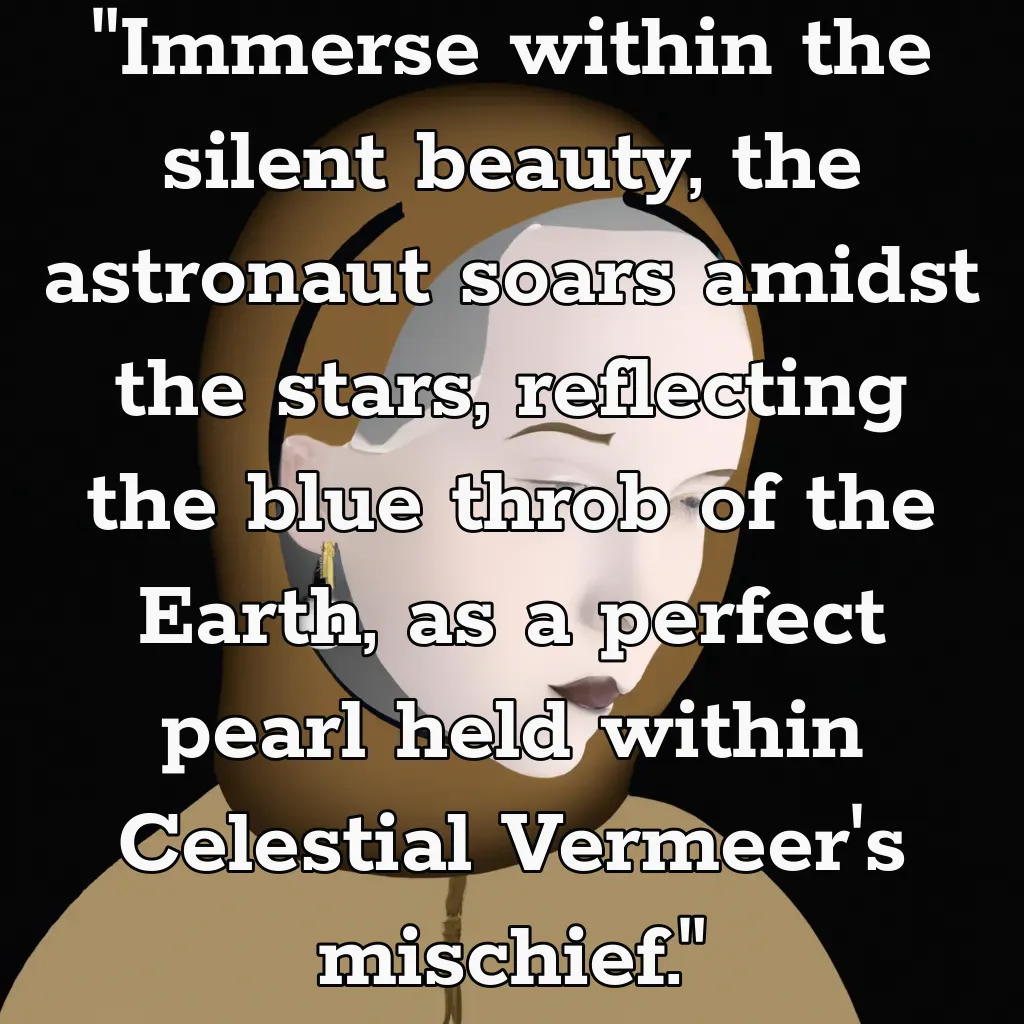 "Immerse within the
silent beauty, the
astronaut soars amidst
the stars, reflecting
the blue throb of the
Earth, as a perfect
pearl held within
Celestial Vermeer's
mischief."